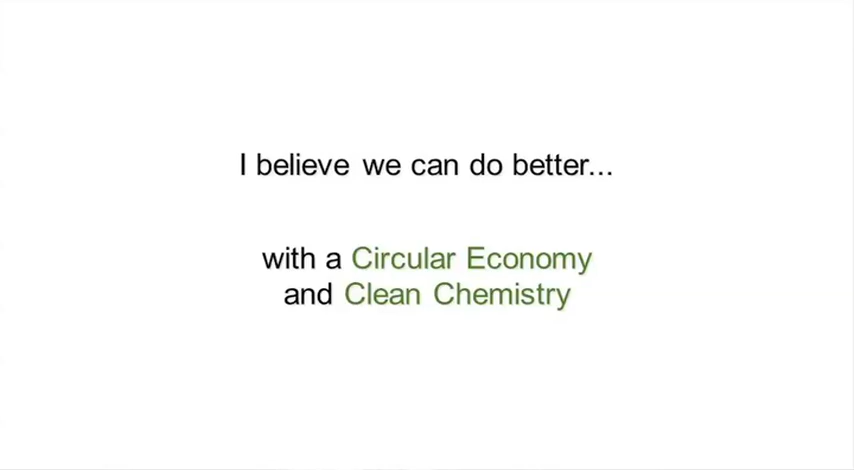 I believe we can do better...
with a Circular Economy
and Clean Chemistry